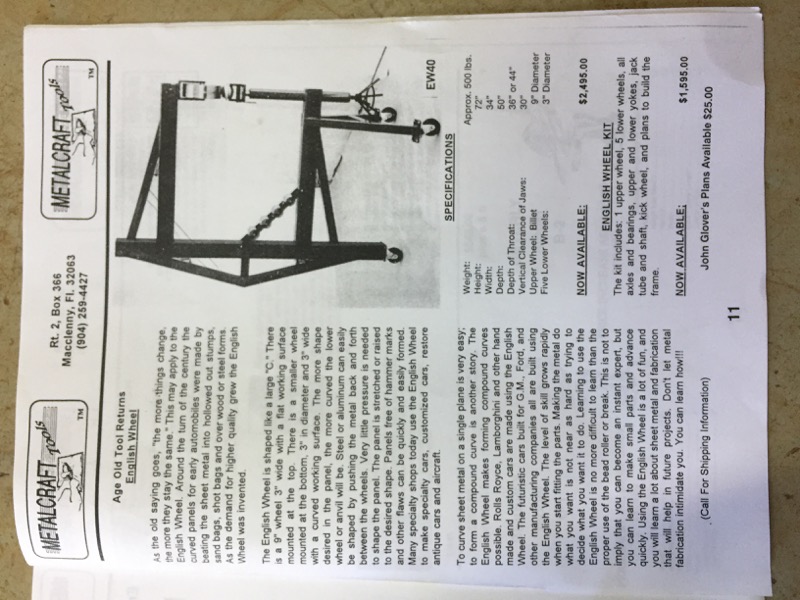 METALCRAFT Tools TM
Rt. 2, Box 366
Macclenny, Fl. 32063
(904) 259-4427
METALCRAFT Tools TM
Age Old Tool Returns
English Wheel
As the old saying goes, "the more things change,
the more they stay the same." This may apply to the
English Wheel. Around the turn of the century the
curved panels for early automobiles were made by
beating the sheet metal into hollowed out stumps,
sand bags, shot bags and over wood or steel forms.
As the demand for higher quality grew the English
Wheel was invented.
The English Wheel is shaped like a large "C." There
is a 9" wheel 3" wide with a flat working surface
mounted at the top. There is a smaller wheel
mounted at the bottom, 3" in diameter and 3" wide
with a curved working surface. The more shape
desired in the panel, the more curved the lower
wheel or anvil will be. Steel or aluminum can easily
be shaped by pushing the metal back and forth
between the wheels. Very little pressure is needed
to shape the panel. The panel is stretched or raised
to the desired shape. Panels free of hammer marks
and other flaws can be quickly and easily formed.
Many specialty shops today use the English Wheel
to make specialty cars, customized cars, restore
antique cars and aircraft.
To curve sheet metal on a single plane is very easy;
to form a compound curve is another story. The
English Wheel makes forming compound curves
possible. Rolls Royce, Lamborghini and other hand
made and custom cars are made using the English
Wheel. The futuristic cars built for G.M., Ford, and
other manufacturing companies all are built using
the English Wheel. The level of skill grows rapidly
when you start fitting the parts. Making the metal do
what you want is not near as hard as trying to
decide what you want it to do. Learning to use the
English Wheel is no more difficult to learn than the
proper use of the bead roller or break. This is not to
imply that you can become an instant expert, but
you can learn to make small parts and advance
quickly. Using the English Wheel is a lot of fun, and
you will learn a lot about sheet metal and fabrication
that will help in future projects. Don't let metal
fabrication intimidate you. You can learn how!!!
(Call For Shipping Information)
EW40
SPECIFICATIONS
Weight: Approx. 500 lbs.
Height: 72"
Width: 34"
Depth: 50"
Depth of Throat: 36" or 44"
Vertical Clearance of Jaws: 30"
Upper Wheel: Billet 9" Diameter
Five Lower Wheels: 3" Diameter
NOW AVAILABLE: $2,495.00
ENGLISH WHEEL KIT
The kit includes: 1 upper wheel, 5 lower wheels, all
axles and bearings, upper and lower yokes, jack
tube and shaft, kick wheel, and plans to build the
frame.
NOW AVAILABLE: $1,595.00
John Glover's Plans Available $25.00
11